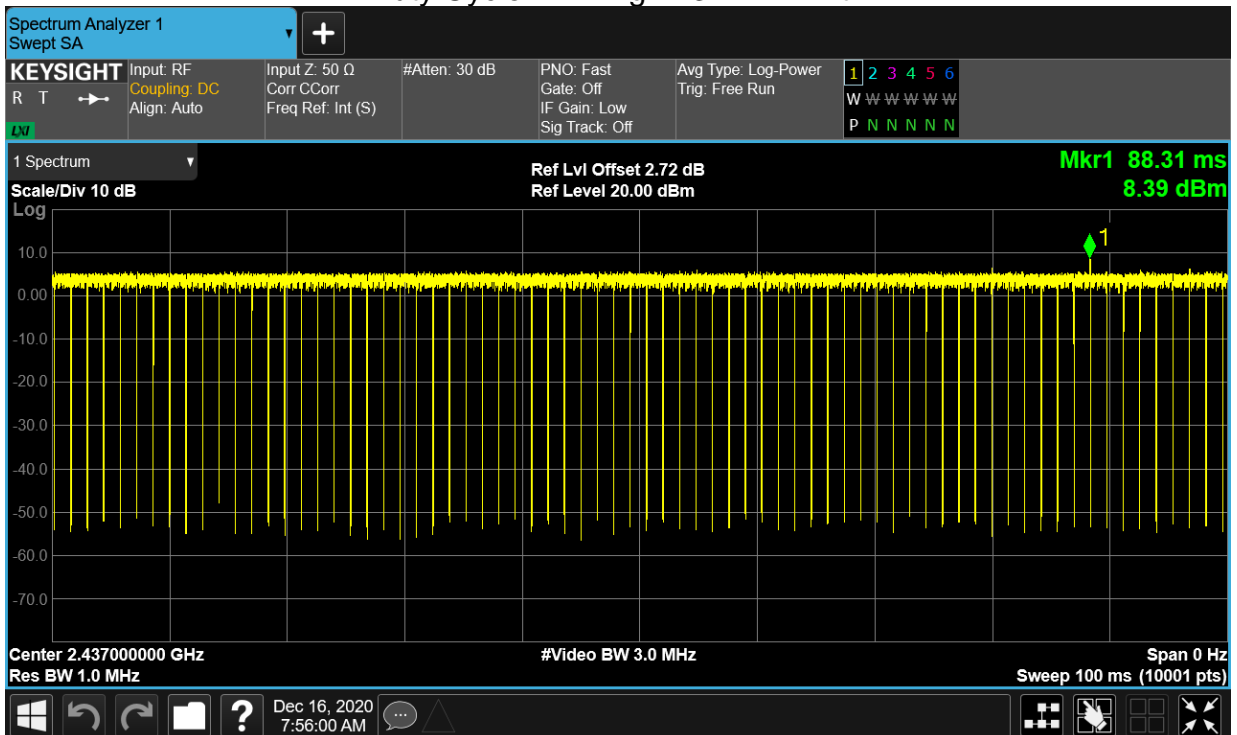 Spectrum Analyzer 1
Swept SA
+
KEYSIGHT
R T
LXI
Input: RF
Coupling: DC
Align: Auto
Input Z: 50 Ω
Corr CCorr
Freq Ref: Int (S)
#Atten: 30 dB
PNO: Fast
Gate: Off
IF Gain: Low
Sig Track: Off
Avg Type: Log-Power
Trig: Free Run
1 2 3 4 5 6
W W W W W W
P N N N N N
1 Spectrum
Scale/Div 10 dB
Log
Ref Lvl Offset 2.72 dB
Ref Level 20.00 dBm
Mkr1 88.31 ms
8.39 dBm
1
10.0
0.00
-10.0
-20.0
-30.0
-40.0
-50.0
-60.0
-70.0
Center 2.437000000 GHz
Res BW 1.0 MHz
#Video BW 3.0 MHz
Span 0 Hz
Sweep 100 ms (10001 pts)
?
Dec 16, 2020
7:56:00 AM